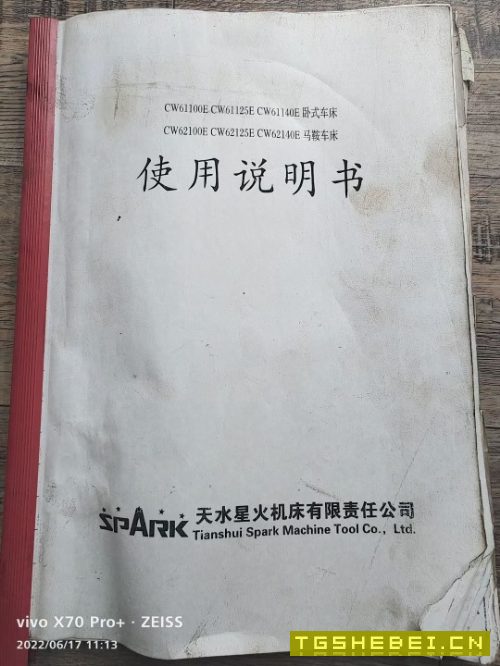 CW61100E CW61125E CW61140E 卧式车床
CW62100E CW62125E CW62140E 马鞍车床
使用说明书
SPARK 天水星火机床有限责任公司
Tianshui Spark Machine Tool Co., Ltd.
vivo X70 Pro+ · ZEISS
2022/06/17 11:13
TGSHEBEI.CN